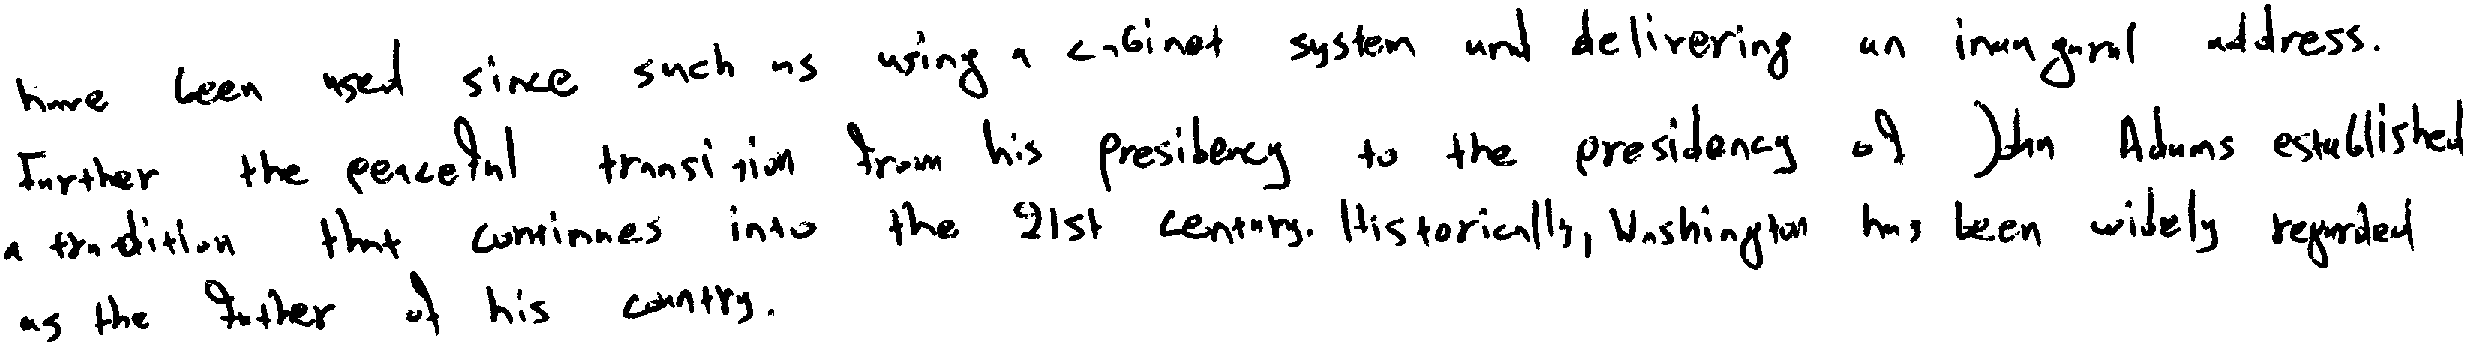 have been used since such as using a cabinet system and delivering an inaugural address.
Further the peaceful transition from his presidency to the presidency of John Adams established
a tradition that continues into the 21st century. Historically, Washington has been widely regarded
as the father of his country.